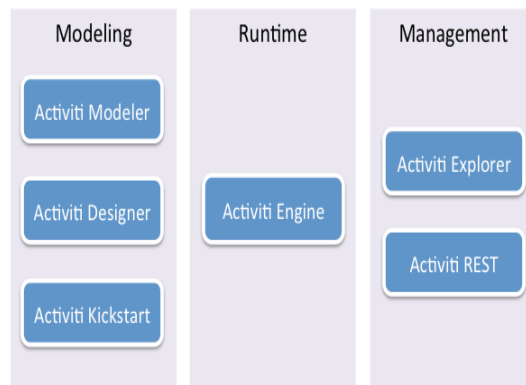 Modeling
Activiti Modeler
Activiti Designer
Activiti Kickstart
Runtime
Activiti Engine
Management
Activiti Explorer
Activiti REST